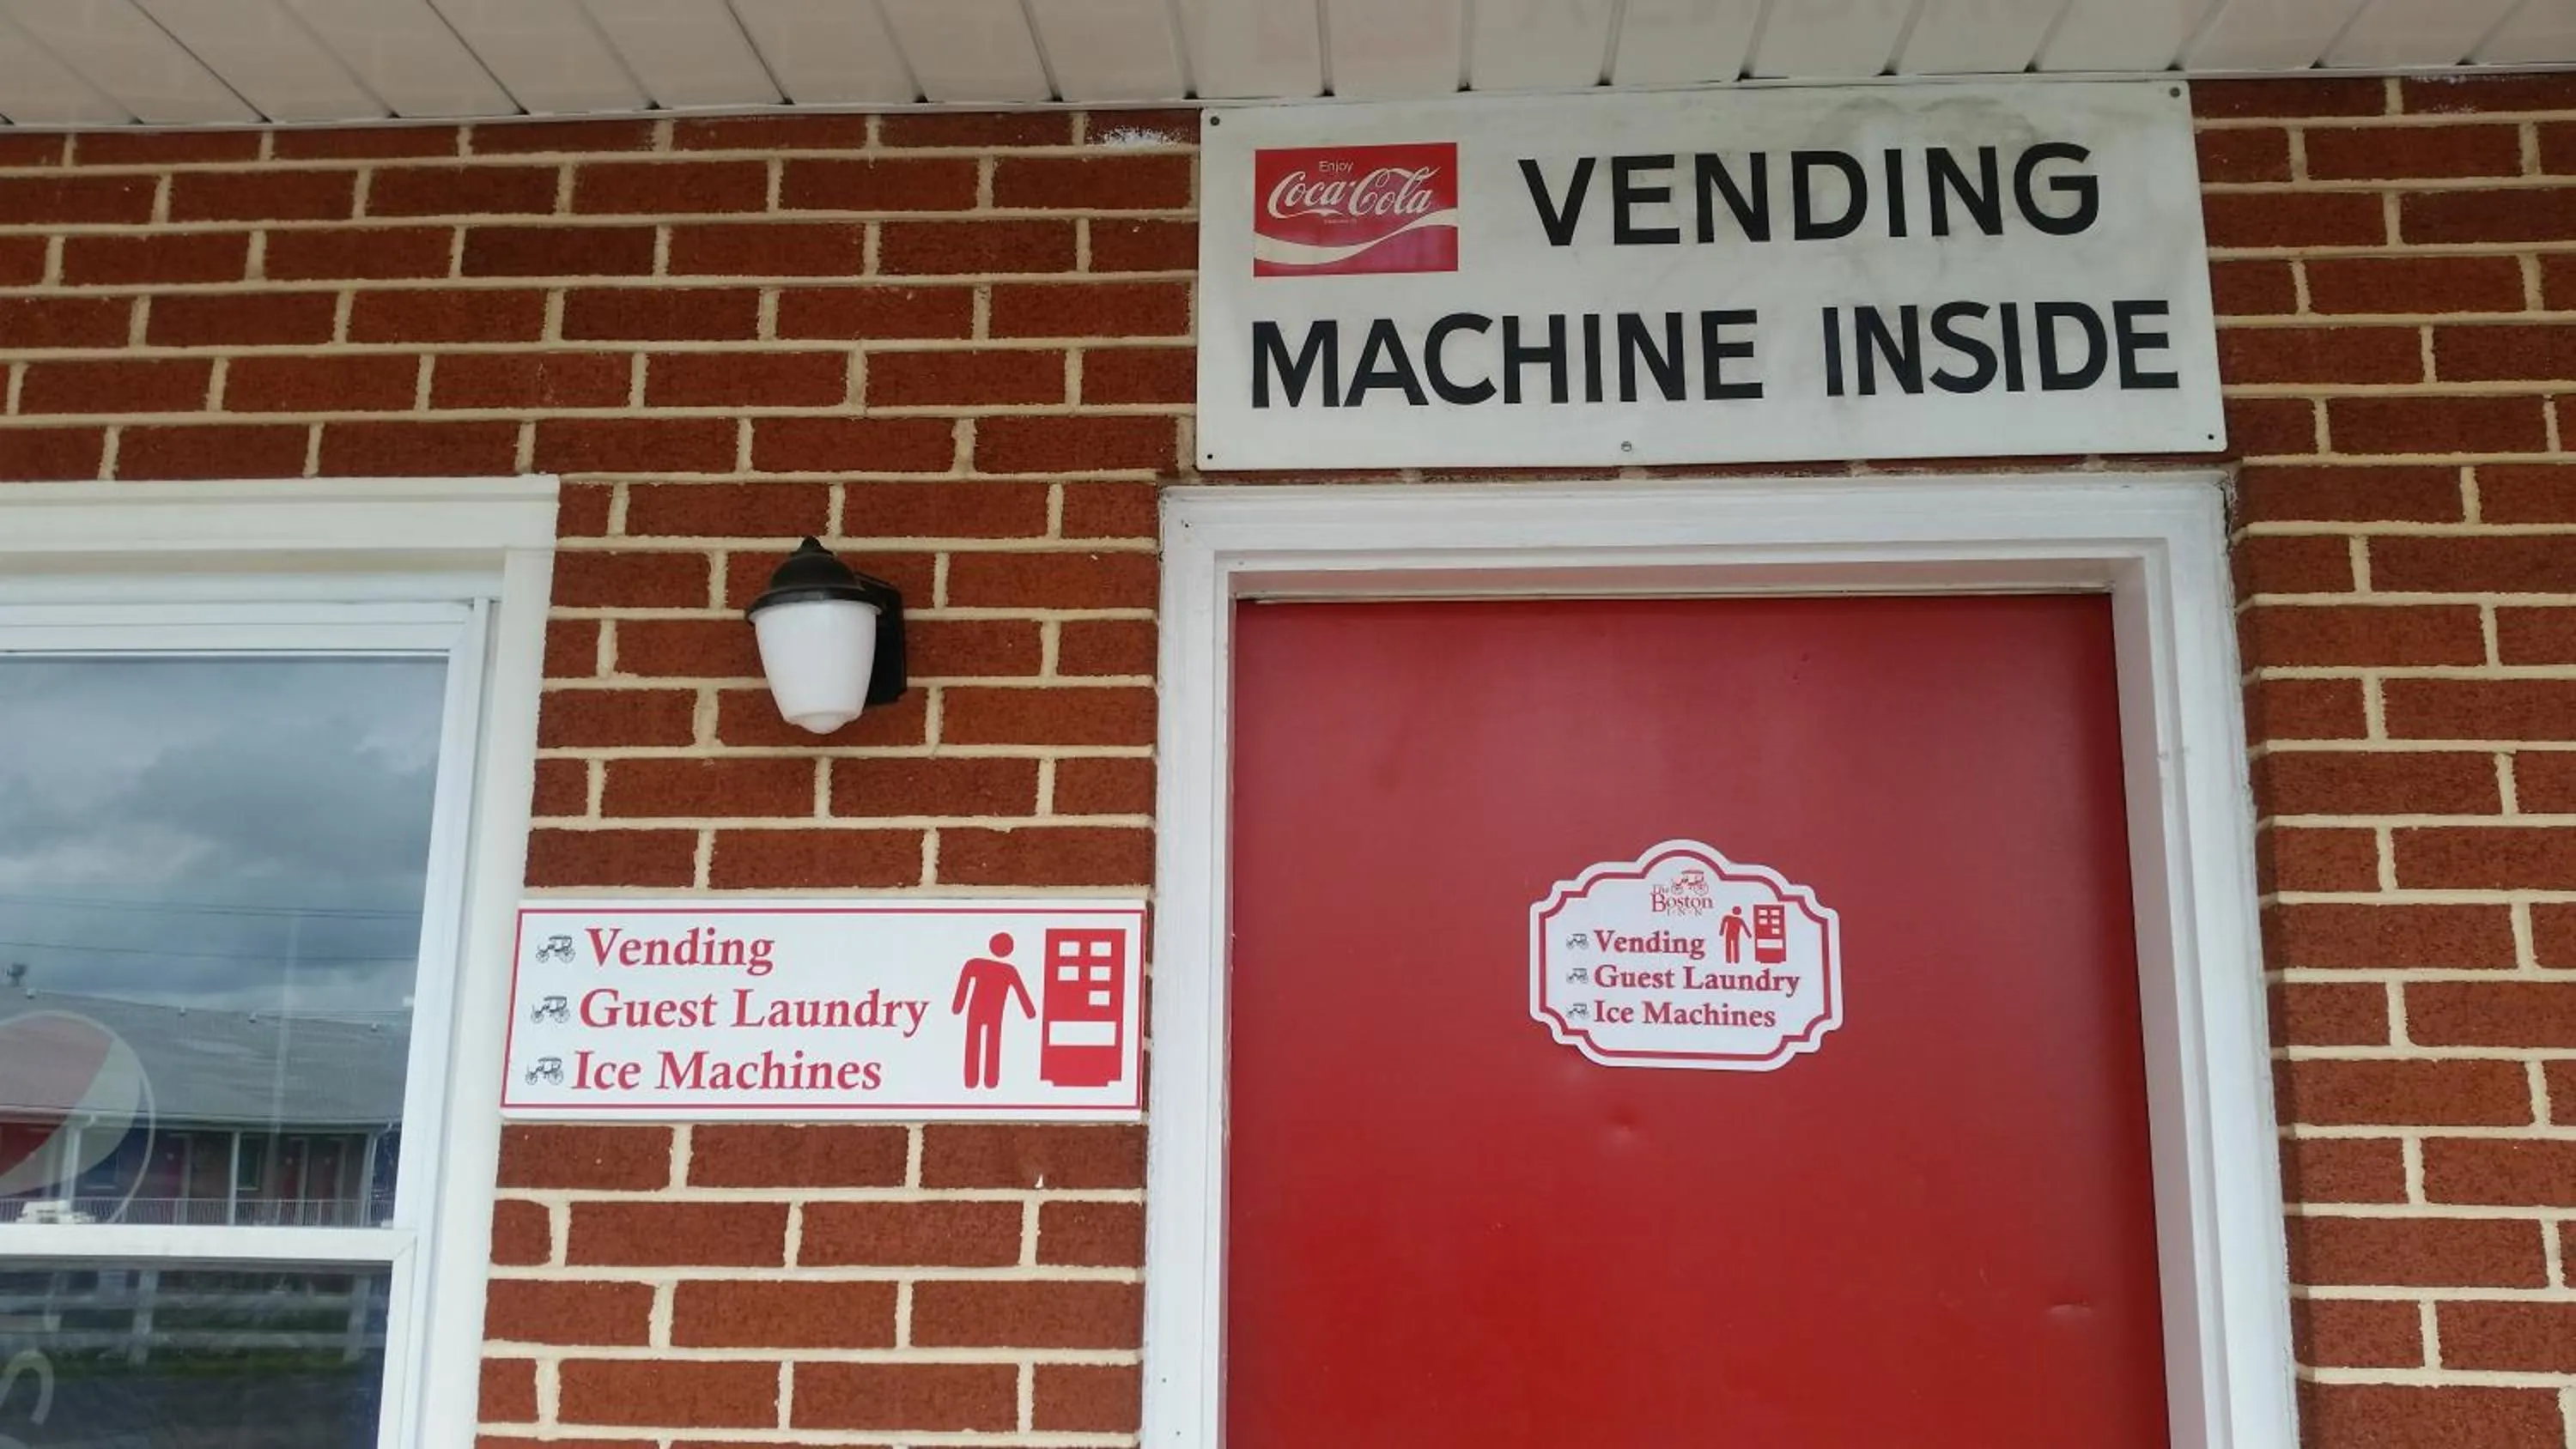 Enjoy
Coca-Cola
VENDING
MACHINE INSIDE
Vending
Guest Laundry
Ice Machines
The
Boston
INN
Vending
Guest Laundry
Ice Machines